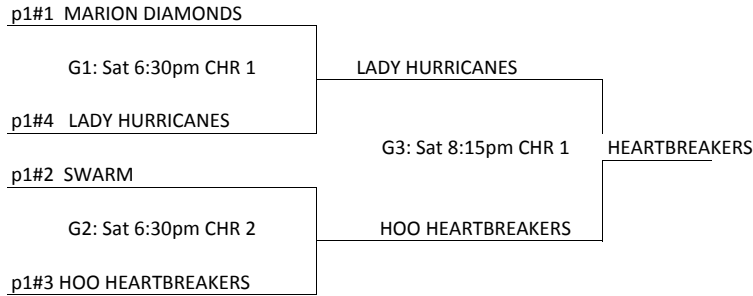 p1#1 MARION DIAMONDS
G1: Sat 6:30pm CHR 1
LADY HURRICANES
p1#4 LADY HURRICANES
G3: Sat 8:15pm CHR 1
HEARTBREAKERS
p1#2 SWARM
G2: Sat 6:30pm CHR 2
HOO HEARTBREAKERS
p1#3 HOO HEARTBREAKERS